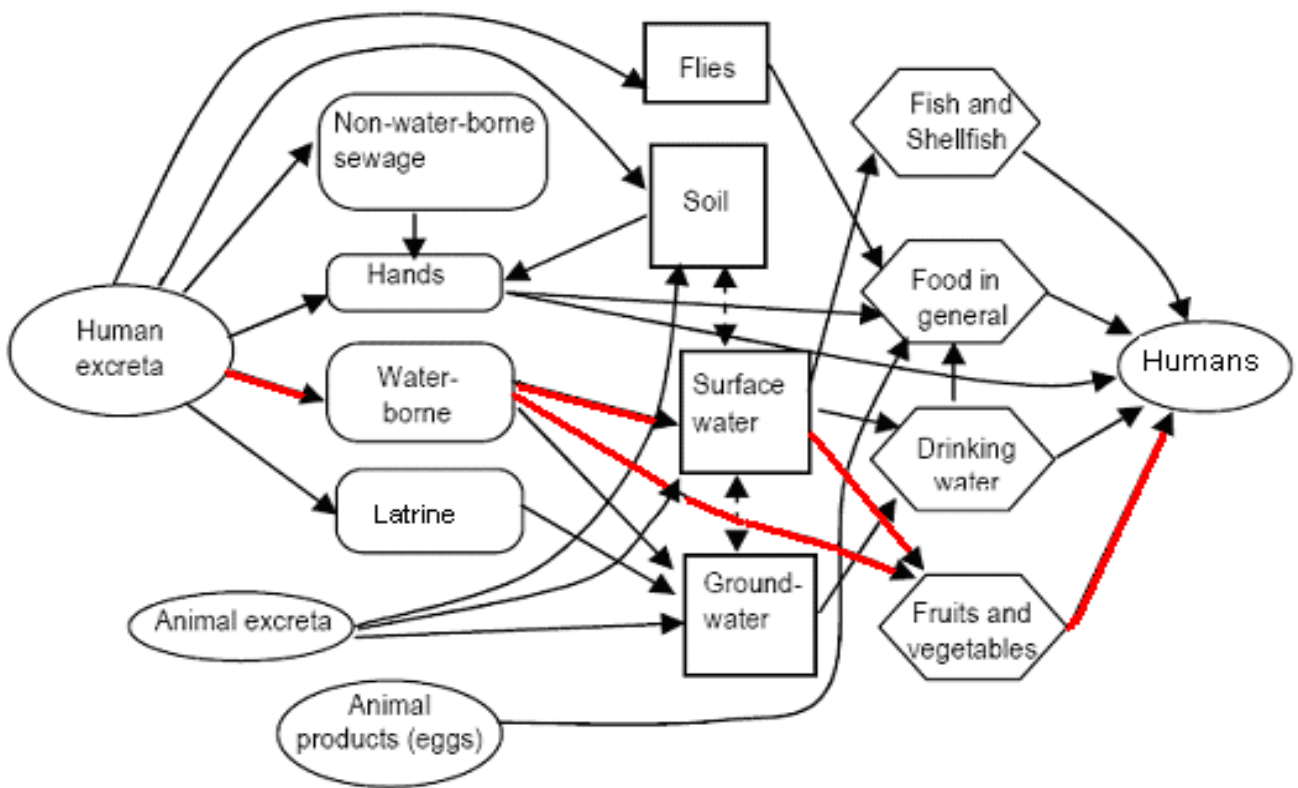 Flies
Fish and
Shellfish
Non-water-borne
sewage
Soil
Hands
Food in
general
Human
excreta
Humans
Water-
borne
Surface
water
Drinking
water
Latrine
Ground-
water
Animal excreta
Fruits and
vegetables
Animal
products (eggs)